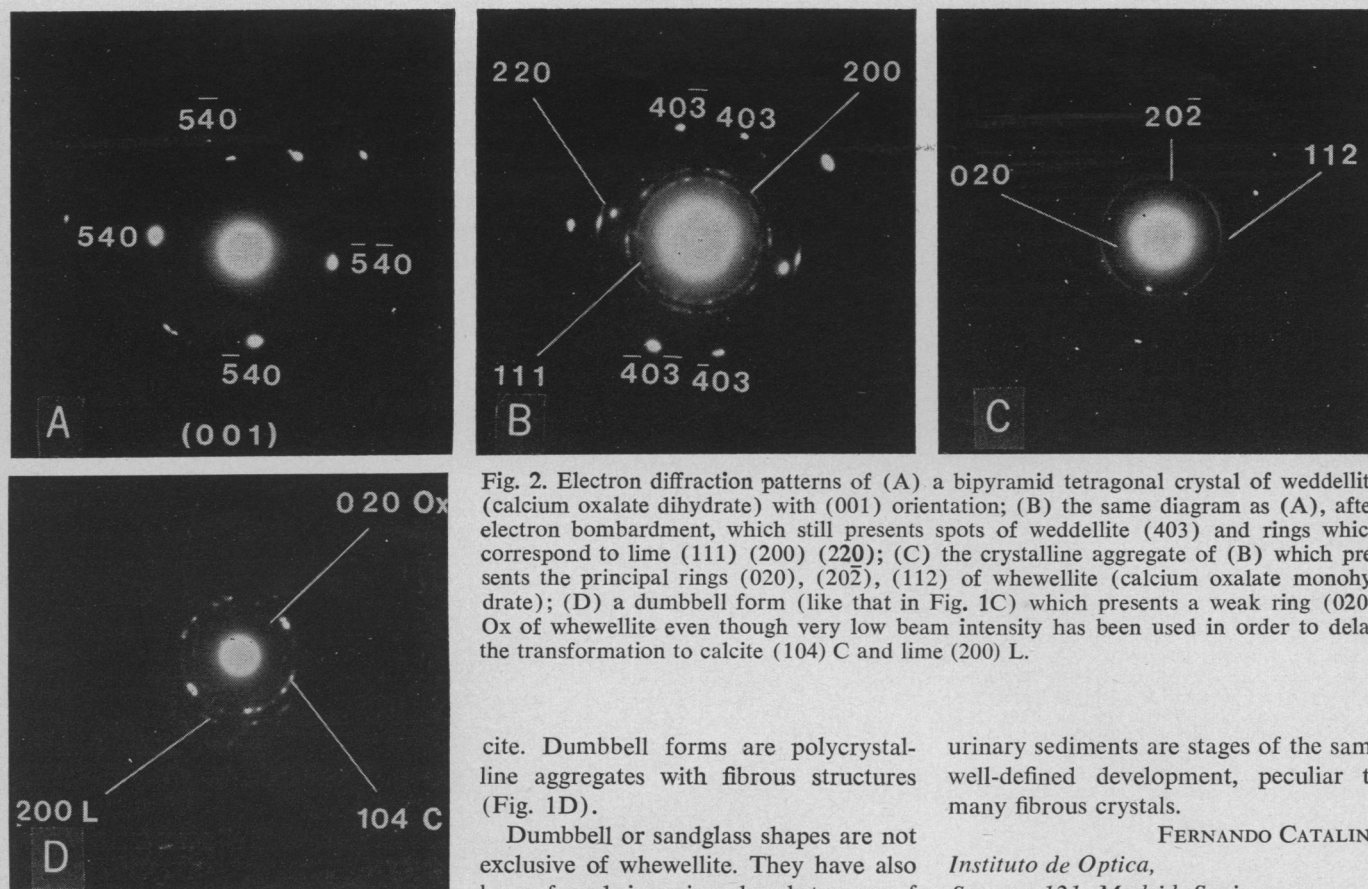 5 4̅ 0
540
5̅ 4̅ 0
5̅ 40
(001)
A
220
200
40 3̅
403
111
4̅ 0 3̅
4̅ 03
B
20 2̅
020
112
C
020 Ox
200 L
104 C
D
Fig. 2. Electron diffraction patterns of (A) a bipyramid tetragonal crystal of weddellit
(calcium oxalate dihydrate) with (001) orientation; (B) the same diagram as (A), afte
electron bombardment, which still presents spots of weddellite (403) and rings whic
correspond to lime (111) (200) (220); (C) the crystalline aggregate of (B) which pre
sents the principal rings (020), (202̅), (112) of whewellite (calcium oxalate monohy
drate); (D) a dumbbell form (like that in Fig. 1C) which presents a weak ring (020
Ox of whewellite even though very low beam intensity has been used in order to dela
the transformation to calcite (104) C and lime (200) L.
cite. Dumbbell forms are polycrystal-
line aggregates with fibrous structures
(Fig. 1D).
Dumbbell or sandglass shapes are not
exclusive of whewellite. They have also
urinary sediments are stages of the sam
well-defined development, peculiar t
many fibrous crystals.
FERNANDO CATALIN
Instituto de Optica,